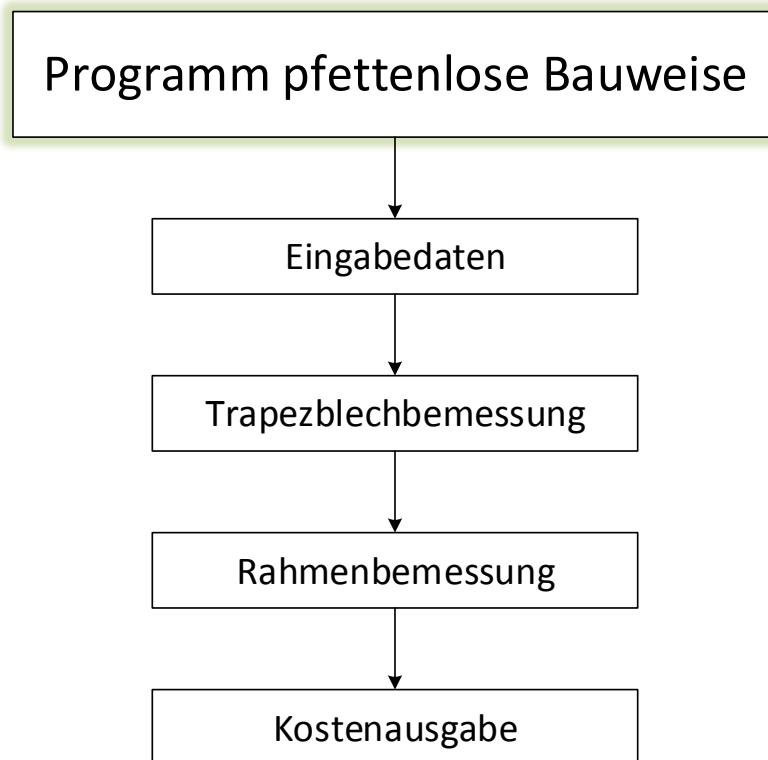 Programm pfettenlose Bauweise
Eingabedaten
Trapezblechbemessung
Rahmenbemessung
Kostenausgabe